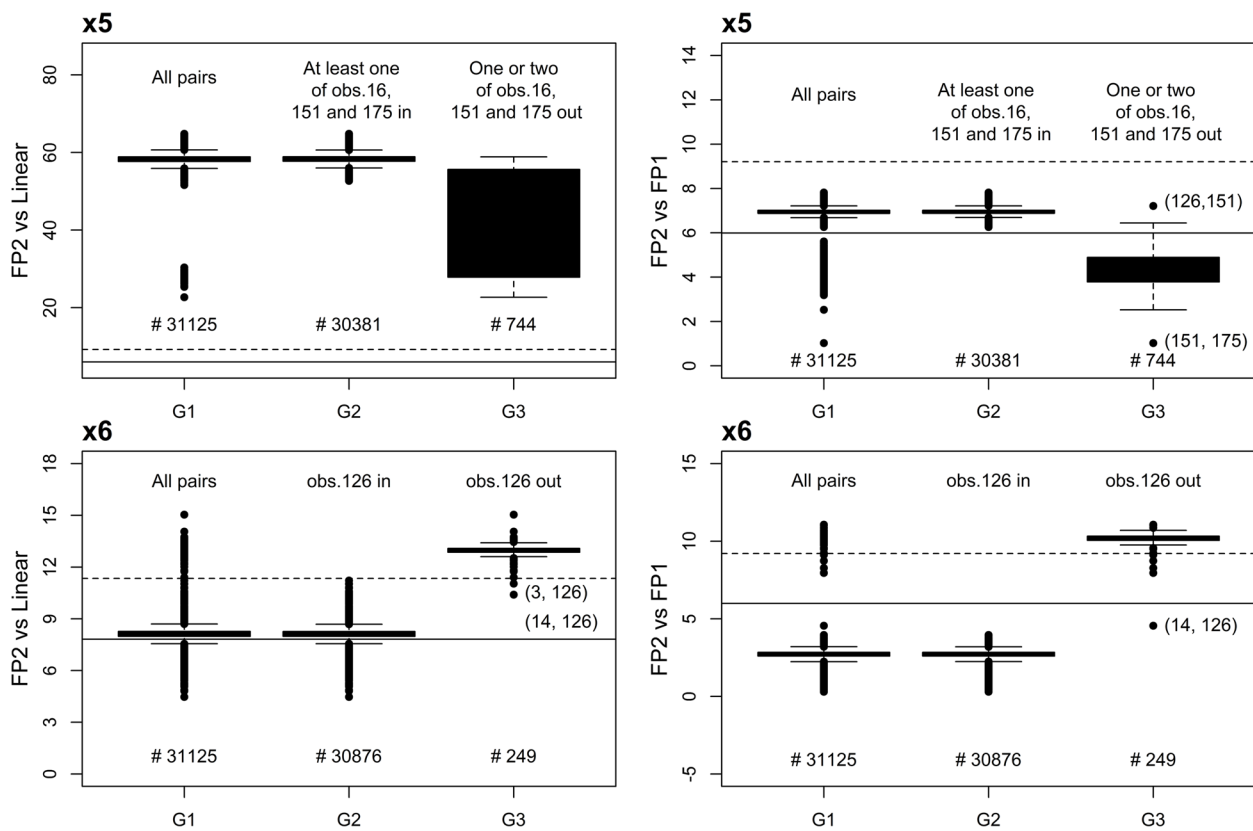 x5
FP2 vs Linear
80
60
40
20
All pairs
At least one
of obs.16,
151 and 175 in
One or two
of obs.16,
151 and 175 out
# 31125
# 30381
# 744
G1
G2
G3
x5
FP2 vs FP1
14
12
10
8
6
4
2
0
All pairs
At least one
of obs.16,
151 and 175 in
One or two
of obs.16,
151 and 175 out
(126,151)
(151, 175)
# 31125
# 30381
# 744
G1
G2
G3
x6
FP2 vs Linear
18
15
12
9
6
3
0
All pairs
obs.126 in
obs.126 out
(3, 126)
(14, 126)
# 31125
# 30876
# 249
G1
G2
G3
x6
FP2 vs FP1
15
10
5
0
-5
All pairs
obs.126 in
obs.126 out
(14, 126)
# 31125
# 30876
# 249
G1
G2
G3